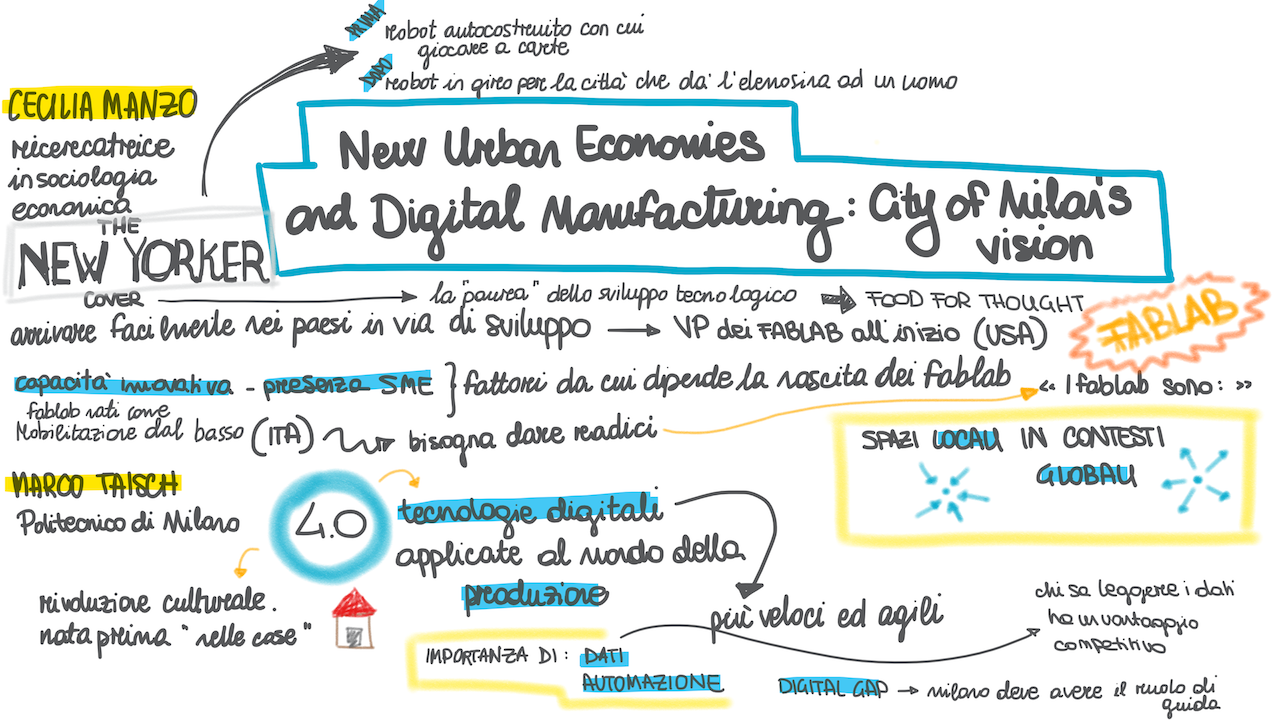 PRIMA
robot autocostruito con cui
giocare a carte
DOPO
robot in giro per la città che dà l'elemosina ad un uomo
CECILIA MANZO
ricercatrice
in sociologia
economica
New Urban Economies
and Digital Manufacturing: City of Milan's
vision
THE
NEW YORKER
COVER → la "paura" dello sviluppo tecnologico → FOOD FOR THOUGHT
arrivare facilmente nei paesi in via di sviluppo → VP dei FABLAB all'inizio (USA)
FABLAB
capacità innovativa - presenza SME } fattori da cui dipende la nascita dei fablab
« I fablab sono: »
fablab nati come
Mobilitazione dal basso (ITA) → bisogna dare radici
SPAZI LOCALI IN CONTESTI
GLOBALI
MARCO TAISCH
Politecnico di Milano
4.0
tecnologie digitali
applicate al mondo della
produzione
rivoluzione culturale.
nata prima "nelle case"
più veloci ed agili
chi sa leggere i dati
ha un vantaggio
competitivo
IMPORTANZA DI: DATI
AUTOMAZIONE
DIGITAL GAP → milano deve avere il ruolo di
guida